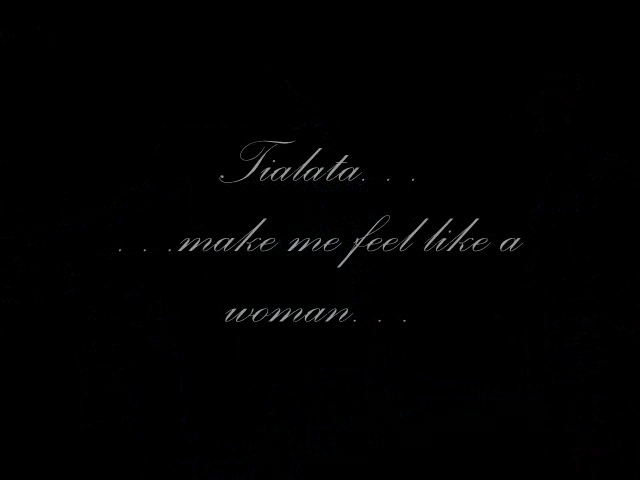 Tialata. . .
. . .make me feel like a
woman. . .